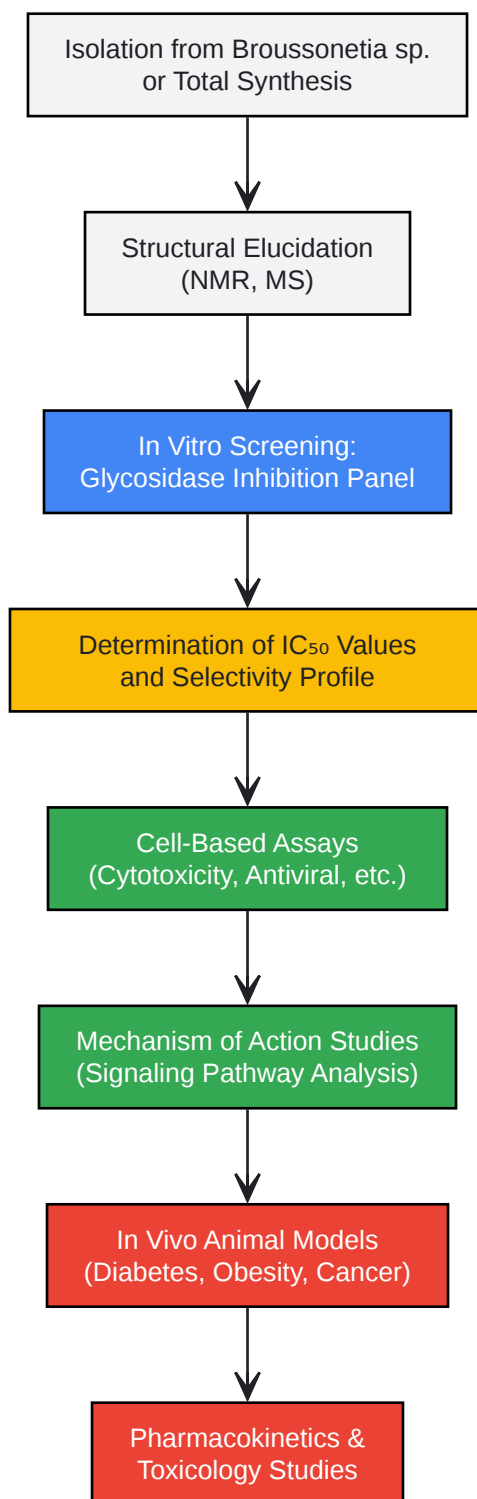 Isolation from Broussonetia sp.
or Total Synthesis
Structural Elucidation
(NMR, MS)
In Vitro Screening:
Glycosidase Inhibition Panel
Determination of IC₅₀ Values
and Selectivity Profile
Cell-Based Assays
(Cytotoxicity, Antiviral, etc.)
Mechanism of Action Studies
(Signaling Pathway Analysis)
In Vivo Animal Models
(Diabetes, Obesity, Cancer)
Pharmacokinetics &
Toxicology Studies